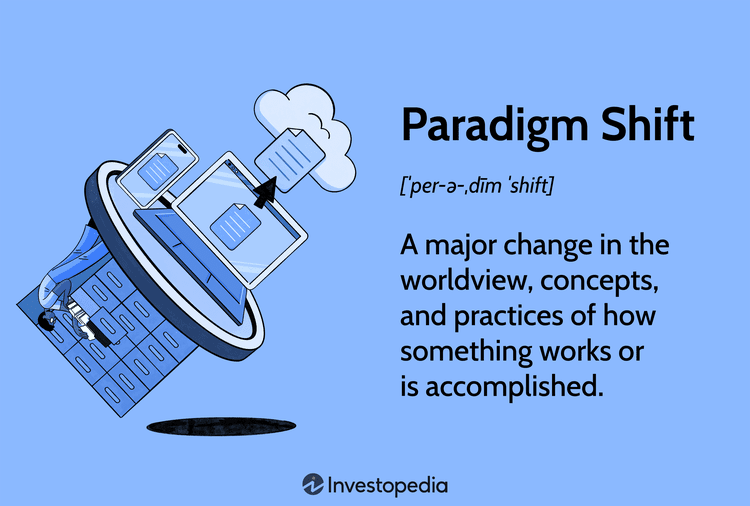 Paradigm Shift
[ˈper-ə-ˌdīm ˈshift]
A major change in the
worldview, concepts,
and practices of how
something works or
is accomplished.
Investopedia